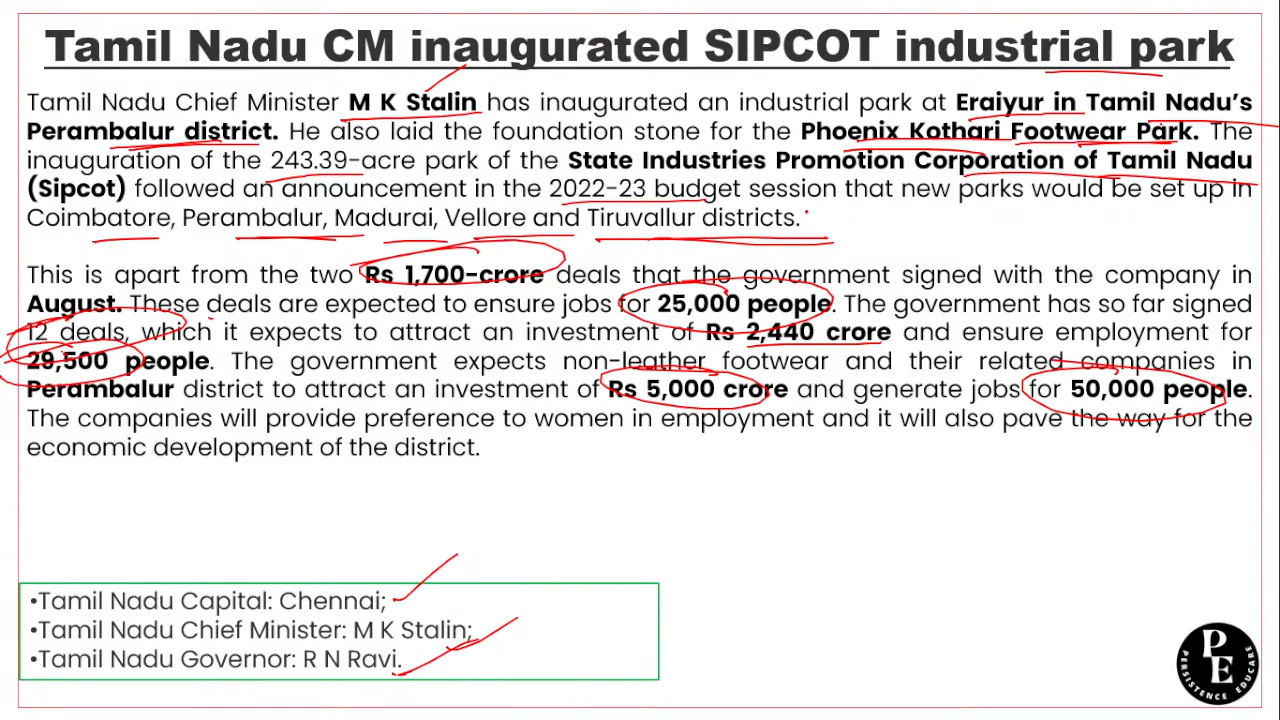 Tamil Nadu CM inaugurated SIPCOT industrial park
Tamil Nadu Chief Minister M K Stalin has inaugurated an industrial park at Eraiyur in Tamil Nadu's
Perambalur district. He also laid the foundation stone for the Phoenix Kothari Footwear Park. The
inauguration of the 243.39-acre park of the State Industries Promotion Corporation of Tamil Nadu
(Sipcot) followed an announcement in the 2022-23 budget session that new parks would be set up in
Coimbatore, Perambalur, Madurai, Vellore and Tiruvallur districts.
This is apart from the two Rs 1,700-crore deals that the government signed with the company in
August. These deals are expected to ensure jobs for 25,000 people. The government has so far signed
12 deals, which it expects to attract an investment of Rs 2,440 crore and ensure employment for
29,500 people. The government expects non-leather footwear and their related companies in
Perambalur district to attract an investment of Rs 5,000 crore and generate jobs for 50,000 people.
The companies will provide preference to women in employment and it will also pave the way for the
economic development of the district.
•Tamil Nadu Capital: Chennai;
•Tamil Nadu Chief Minister: M K Stalin;
•Tamil Nadu Governor: R N Ravi.
PE
PERSISTENCE EDUCARE